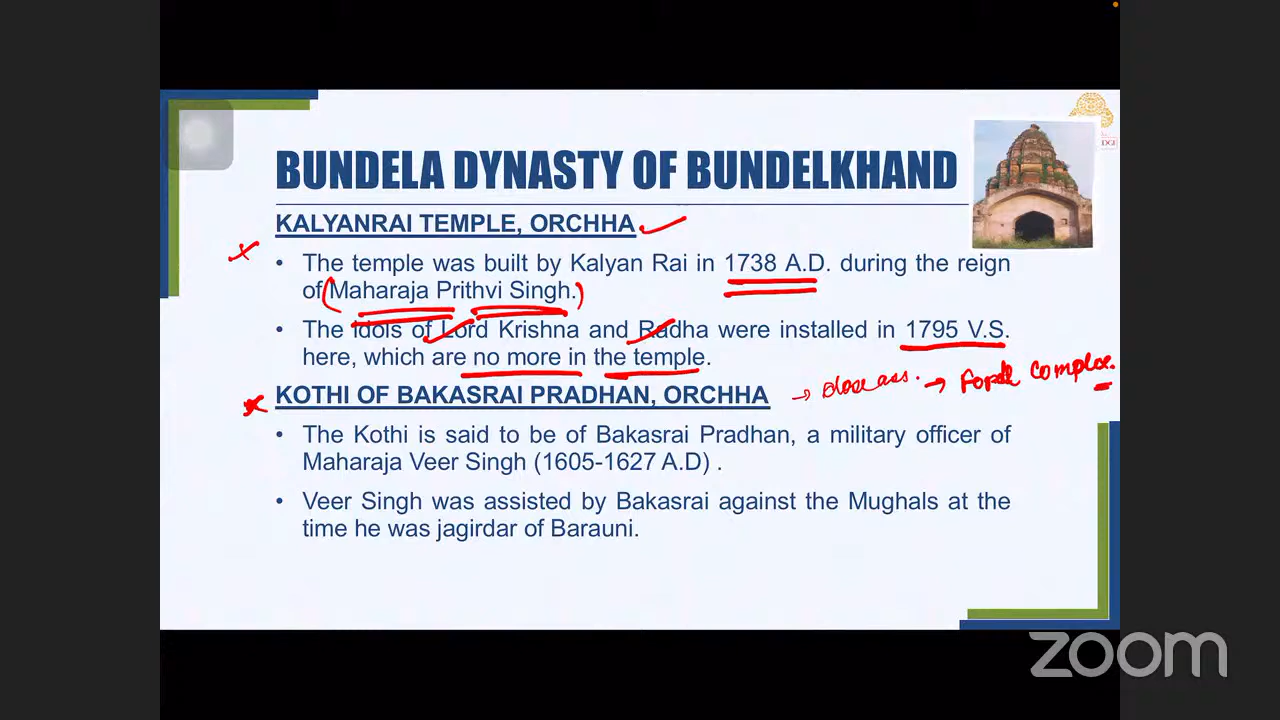 BUNDELA DYNASTY OF BUNDELKHAND
KALYANRAI TEMPLE, ORCHHA
• The temple was built by Kalyan Rai in 1738 A.D. during the reign
of Maharaja Prithvi Singh.
• The Idols of Lord Krishna and Radha were installed in 1795 V.S.
here, which are no more in the temple.
KOTHI OF BAKASRAI PRADHAN, ORCHHA
• The Kothi is said to be of Bakasrai Pradhan, a military officer of
Maharaja Veer Singh (1605-1627 A.D) .
• Veer Singh was assisted by Bakasrai against the Mughals at the
time he was jagirdar of Barauni.
zoom